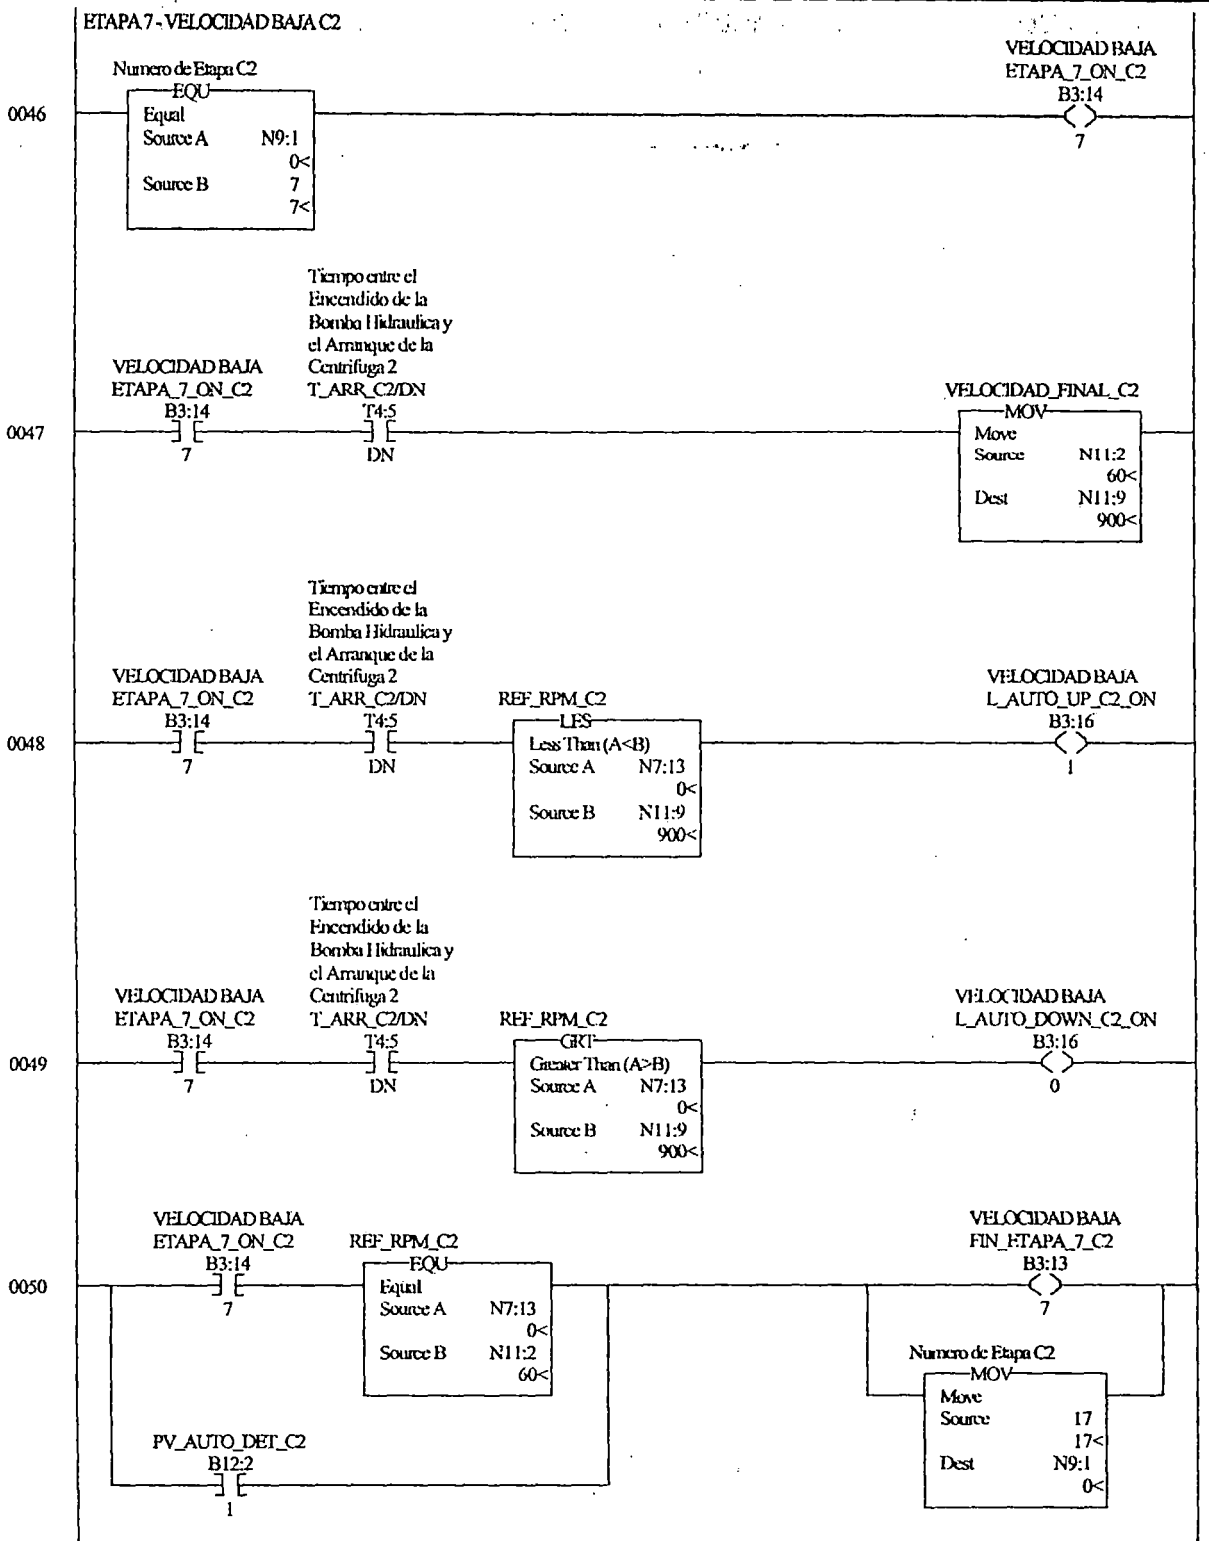 ETAPA 7 - VELOCIDAD BAJA C2
VELOCIDAD BAJA
ETAPA_7_ON_C2
B3:14
7
Numero de Etapa C2
EQU
Equal
Source A N9:1
0<
Source B 7
7<
0046
Tiempo entre el
Encendido de la
Bomba Hidraulica y
el Arranque de la
Centrifuga 2
T_ARR_C2/DN
T4:5
DN
VELOCIDAD BAJA
ETAPA_7_ON_C2
B3:14
7
0047
VELOCIDAD_FINAL_C2
MOV
Move
Source N11:2
60<
Dest N11:9
900<
Tiempo entre el
Encendido de la
Bomba Hidraulica y
el Arranque de la
Centrifuga 2
T_ARR_C2/DN
T4:5
DN
VELOCIDAD BAJA
ETAPA_7_ON_C2
B3:14
7
0048
REF_RPM_C2
LES
Less Than (A<B)
Source A N7:13
0<
Source B N11:9
900<
VELOCIDAD BAJA
L_AUTO_UP_C2_ON
B3:16
1
Tiempo entre el
Encendido de la
Bomba Hidraulica y
el Arranque de la
Centrifuga 2
T_ARR_C2/DN
T4:5
DN
VELOCIDAD BAJA
ETAPA_7_ON_C2
B3:14
7
0049
REF_RPM_C2
GRT
Greater Than (A>B)
Source A N7:13
0<
Source B N11:9
900<
VELOCIDAD BAJA
L_AUTO_DOWN_C2_ON
B3:16
0
VELOCIDAD BAJA
ETAPA_7_ON_C2
B3:14
7
0050
REF_RPM_C2
EQU
Equal
Source A N7:13
0<
Source B N11:2
60<
VELOCIDAD BAJA
FIN_ETAPA_7_C2
B3:13
7
Numero de Etapa C2
MOV
Move
Source 17
17<
Dest N9:1
0<
PV_AUTO_DET_C2
B12:2
1